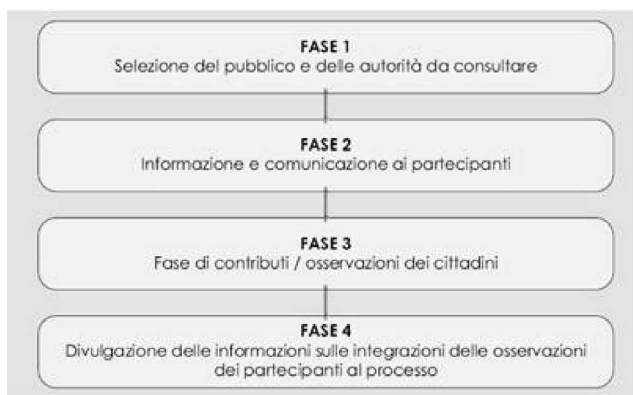 FASE 1
Selezione del pubblico e delle autorità da consultare
FASE 2
Informazione e comunicazione ai partecipanti
FASE 3
Fase di contributi / osservazioni dei cittadini
FASE 4
Divulgazione delle informazioni sulle integrazioni delle osservazioni
dei partecipanti al processo